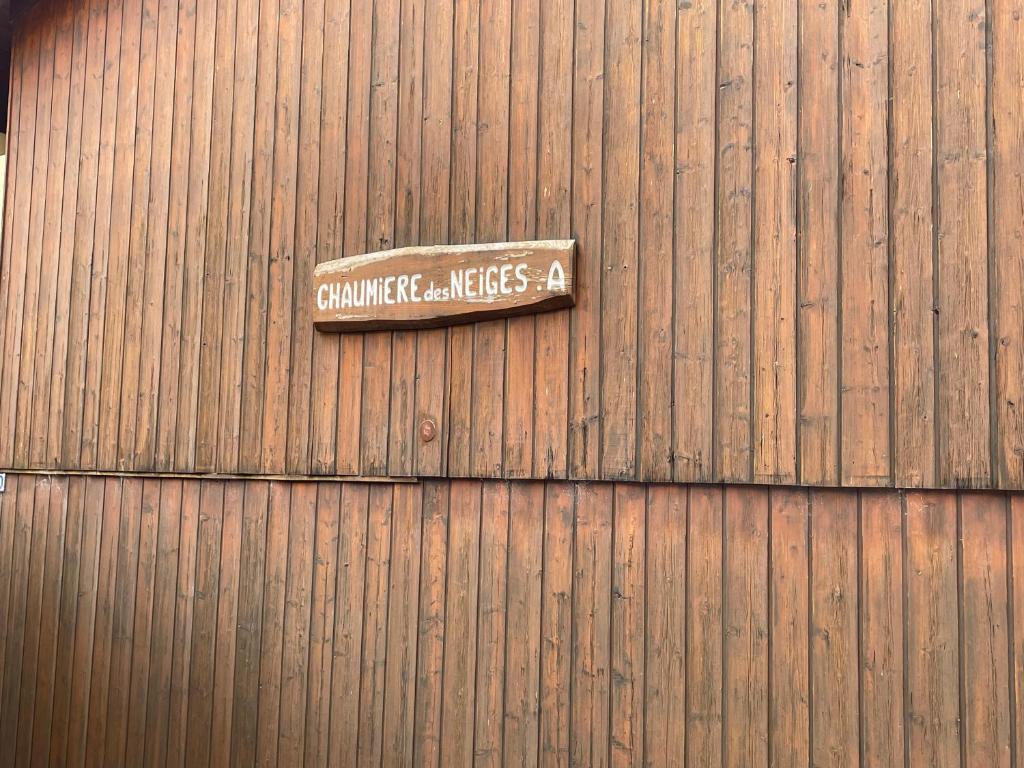 CHAUMiERE des NEiGES . A